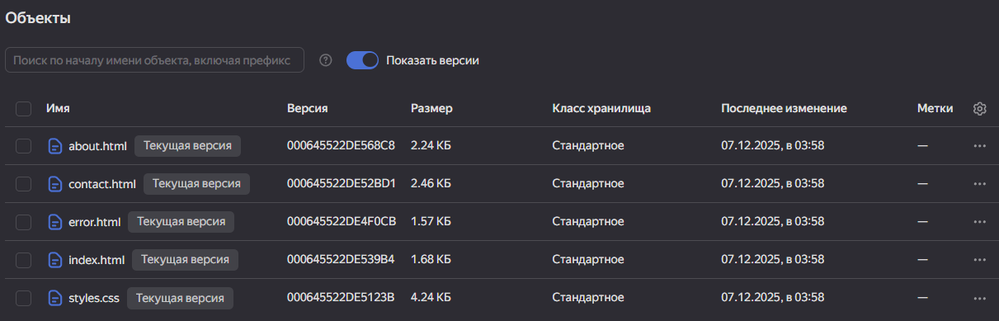 Объекты
Поиск по началу имени объекта, включая префикс Показать версии
Имя Версия Размер Класс хранилища Последнее изменение Метки
about.html Текущая версия 000645522DE568C8 2.24 КБ Стандартное 07.12.2025, в 03:58 —
contact.html Текущая версия 000645522DE52BD1 2.46 КБ Стандартное 07.12.2025, в 03:58 —
error.html Текущая версия 000645522DE4F0CB 1.57 КБ Стандартное 07.12.2025, в 03:58 —
index.html Текущая версия 000645522DE539B4 1.68 КБ Стандартное 07.12.2025, в 03:58 —
styles.css Текущая версия 000645522DE5123B 4.24 КБ Стандартное 07.12.2025, в 03:58 —